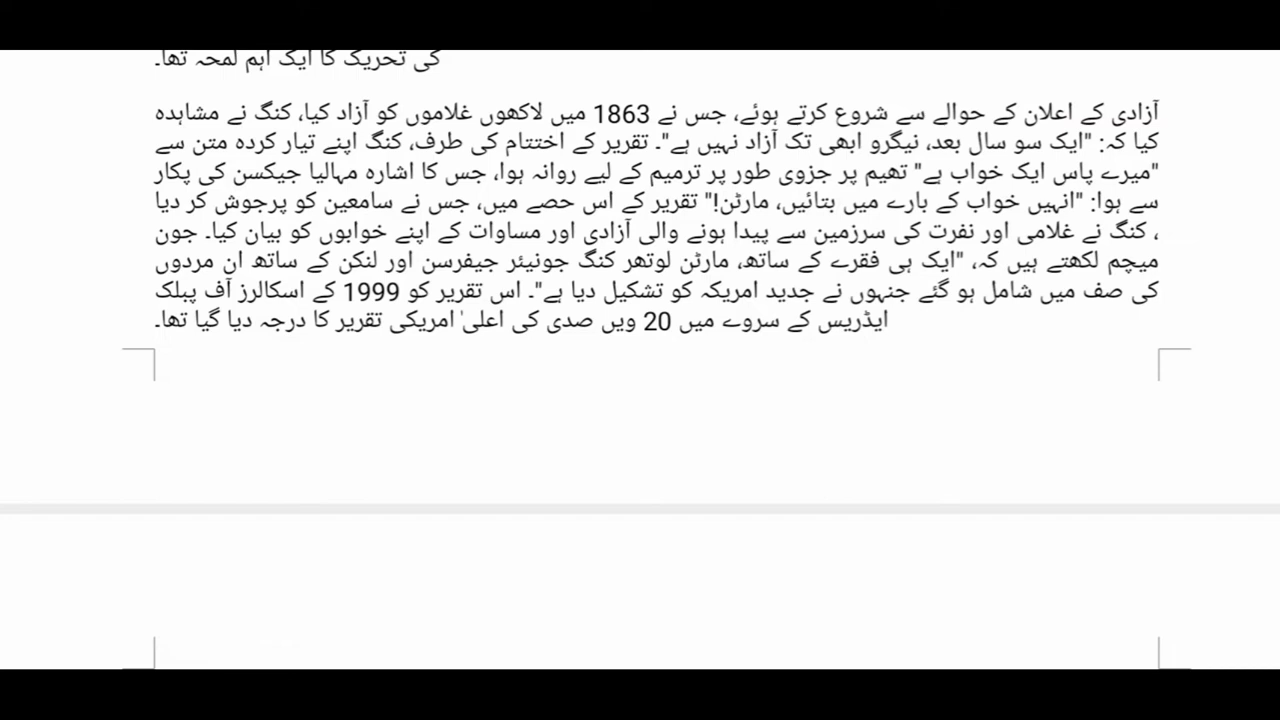 کی تحریک کا ایک اہم لمحہ تھا۔
آزادی کے اعلان کے حوالے سے شروع کرتے ہوئے، جس نے 1863 میں لاکھوں غلاموں کو آزاد کیا، کنگ نے مشاہدہ
کیا کہ: "ایک سو سال بعد، نیگرو ابھی تک آزاد نہیں ہے"۔ تقریر کے اختتام کی طرف، کنگ اپنے تیار کردہ متن سے
"میرے پاس ایک خواب ہے" تھیم پر جزوی طور پر ترمیم کے لیے روانہ ہوا، جس کا اشارہ مہالیا جیکسن کی پکار
سے ہوا: "انہیں خواب کے بارے میں بتائیں، مارٹن!" تقریر کے اس حصے میں، جس نے سامعین کو پرجوش کر دیا
، کنگ نے غلامی اور نفرت کی سرزمین سے پیدا ہونے والی آزادی اور مساوات کے اپنے خوابوں کو بیان کیا۔ جون
میچم لکھتے ہیں کہ، "ایک ہی فقرے کے ساتھ، مارٹن لوتھر کنگ جونیئر جیفرسن اور لنکن کے ساتھ ان مردوں
کی صف میں شامل ہو گئے جنہوں نے جدید امریکہ کو تشکیل دیا ہے"۔ اس تقریر کو 1999 کے اسکالرز آف پبلک
ایڈریس کے سروے میں 20 ویں صدی کی اعلیٰ امریکی تقریر کا درجہ دیا گیا تھا۔